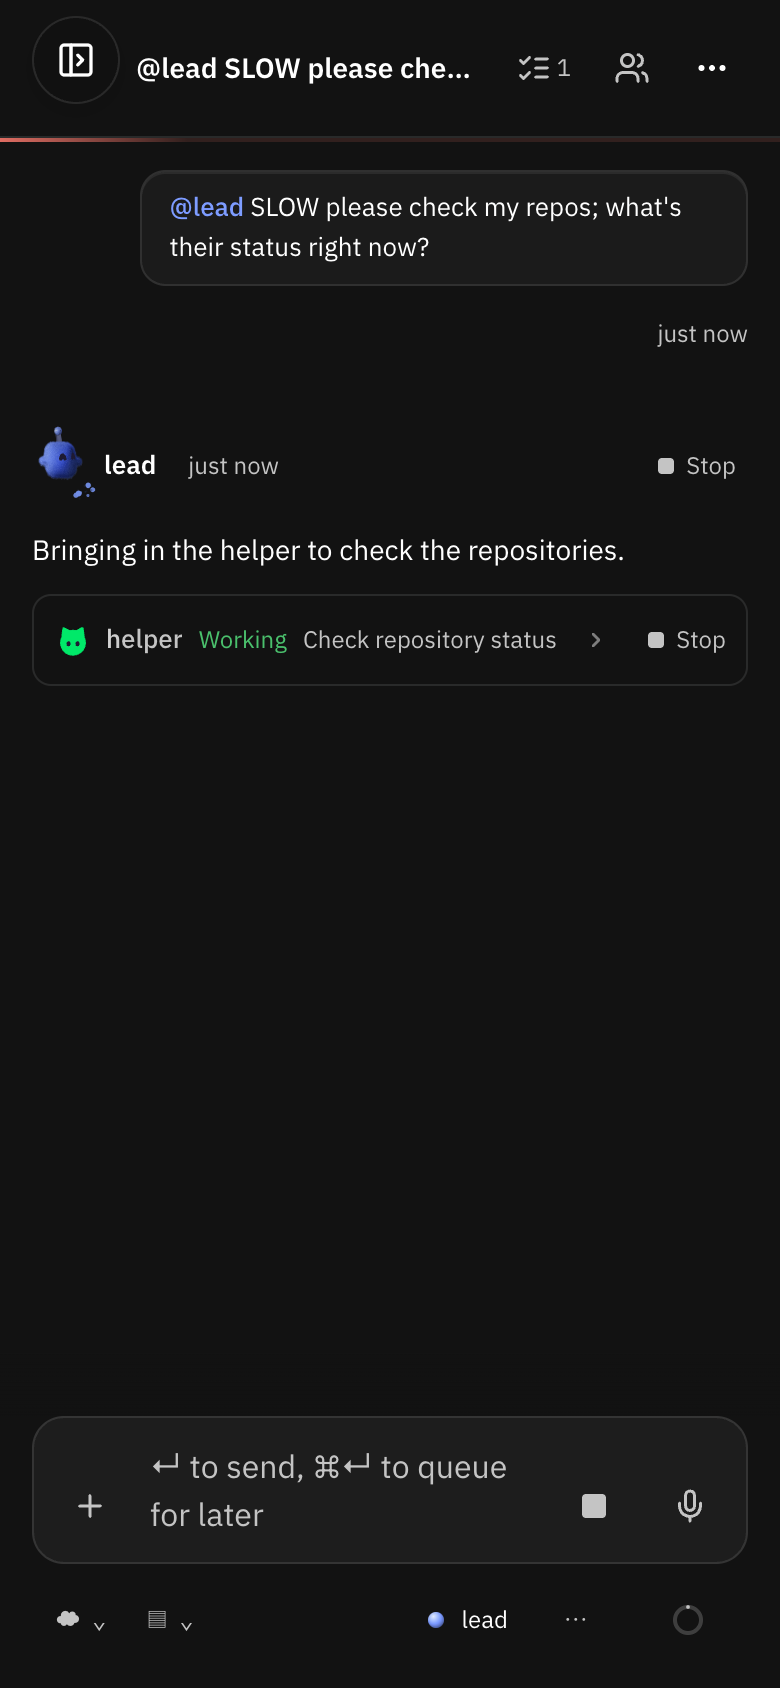 @lead SLOW please che...
1
@lead SLOW please check my repos; what's
their status right now?
just now
lead just now
Stop
Bringing in the helper to check the repositories.
helper Working Check repository status
Stop
↵ to send, ⌘↵ to queue
for later
lead